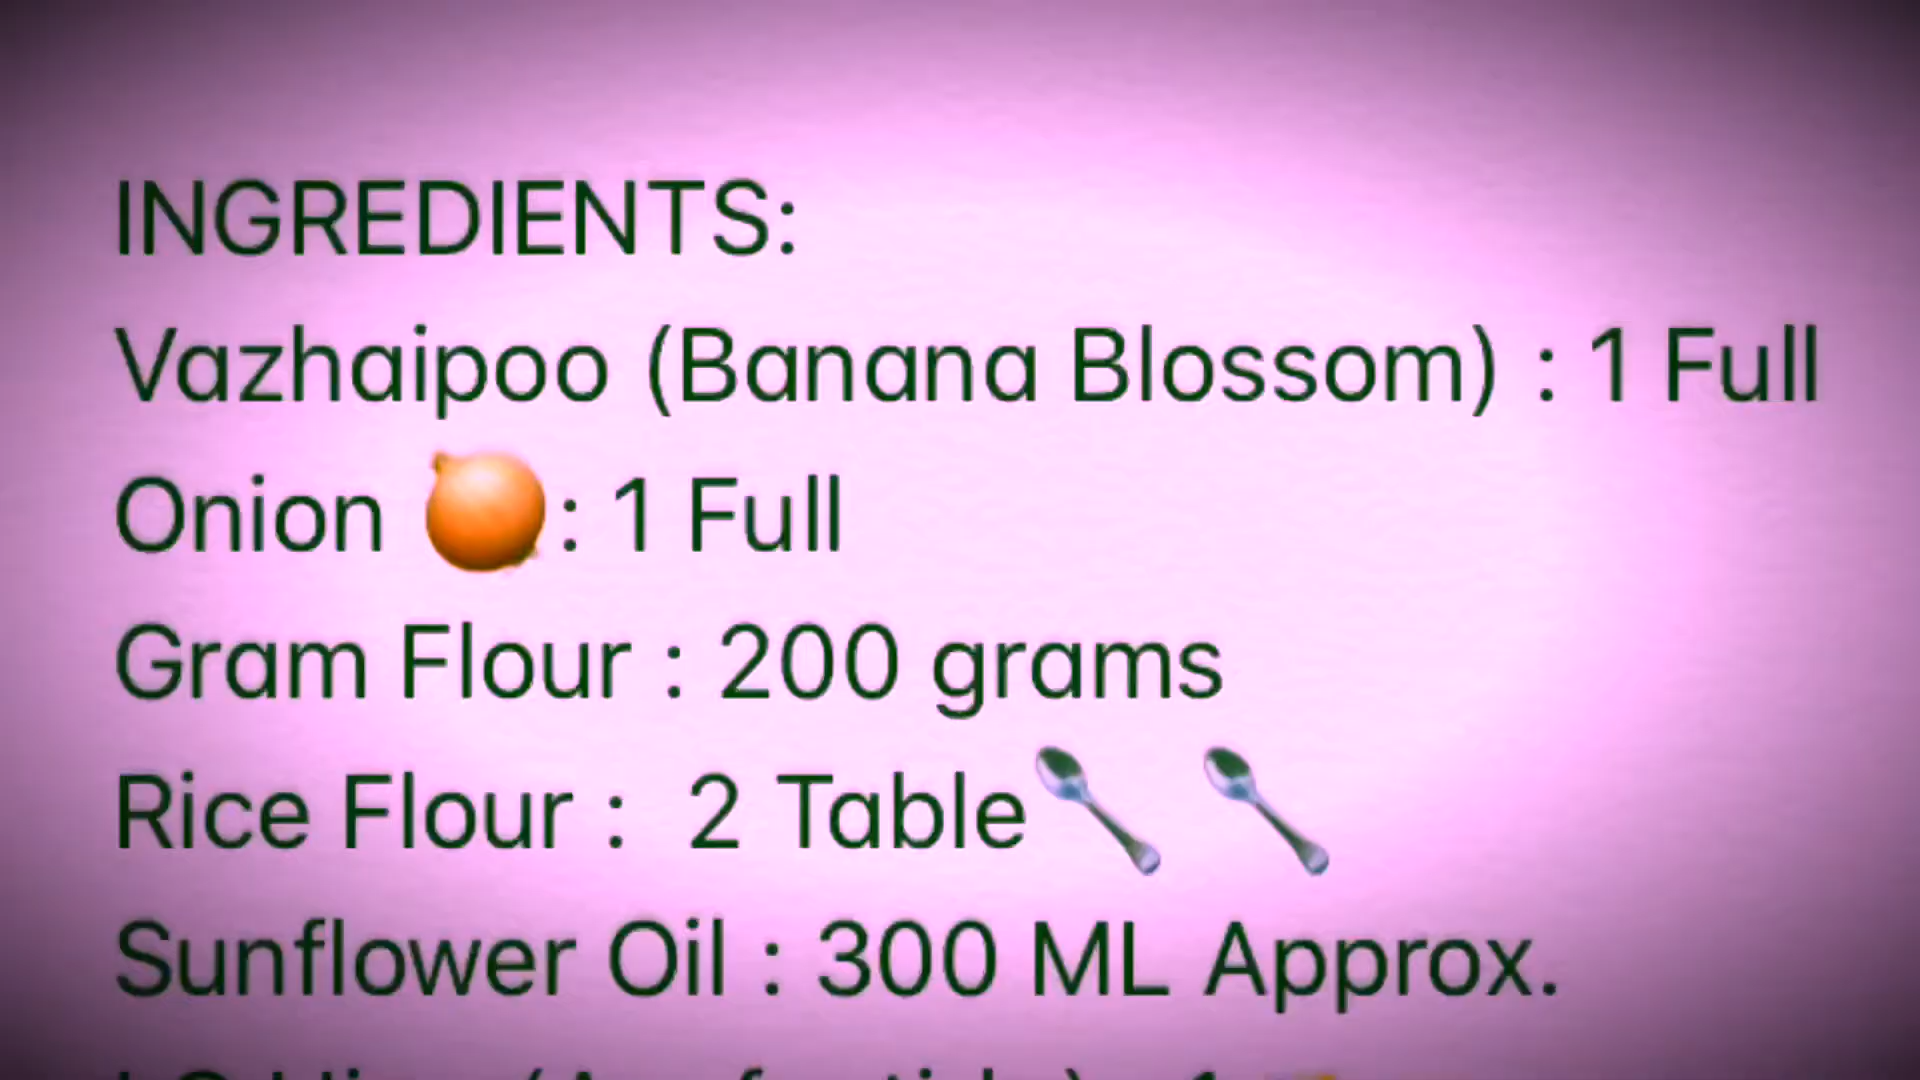 INGREDIENTS:
Vazhaipoo (Banana Blossom) : 1 Full
Onion 🧅: 1 Full
Gram Flour : 200 grams
Rice Flour : 2 Table🥄 🥄
Sunflower Oil : 300 ML Approx.